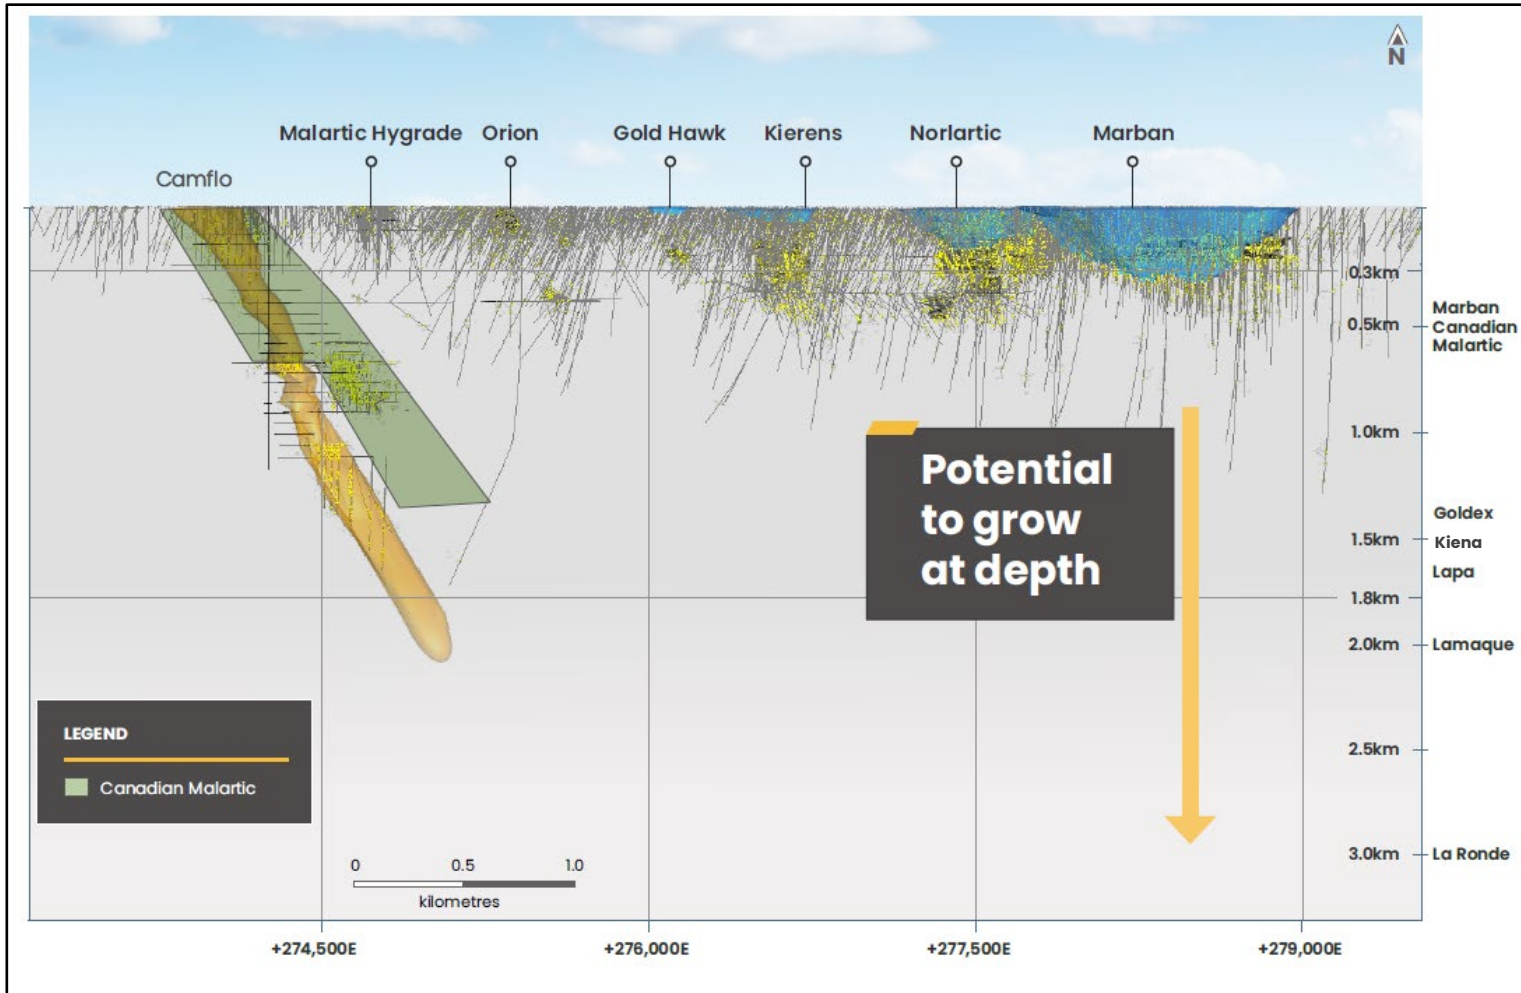 N
Malartic Hygrade
Orion
Gold Hawk
Kierens
Norlartic
Marban
Camflo
0.3km
Marban
0.5km
Canadian
Malartic
1.0km
Potential
to grow
at depth
Goldex
1.5km
Kiena
Lapa
1.8km
2.0km
Lamaque
LEGEND
2.5km
Canadian Malartic
3.0km
La Ronde
0 0.5 1.0
kilometres
+274,500E
+276,000E
+277,500E
+279,000E